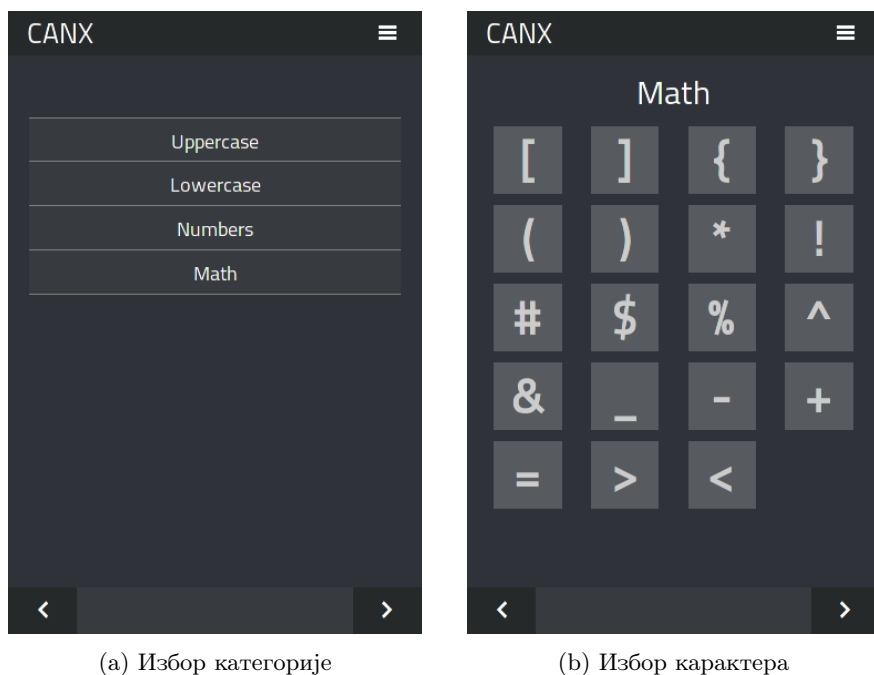 CANX
Uppercase
Lowercase
Numbers
Math
(a) Избор категорије
CANX
Math
[ ] { }
( ) * !
# $ % ^
& _ - +
= > <
(b) Избор карактера